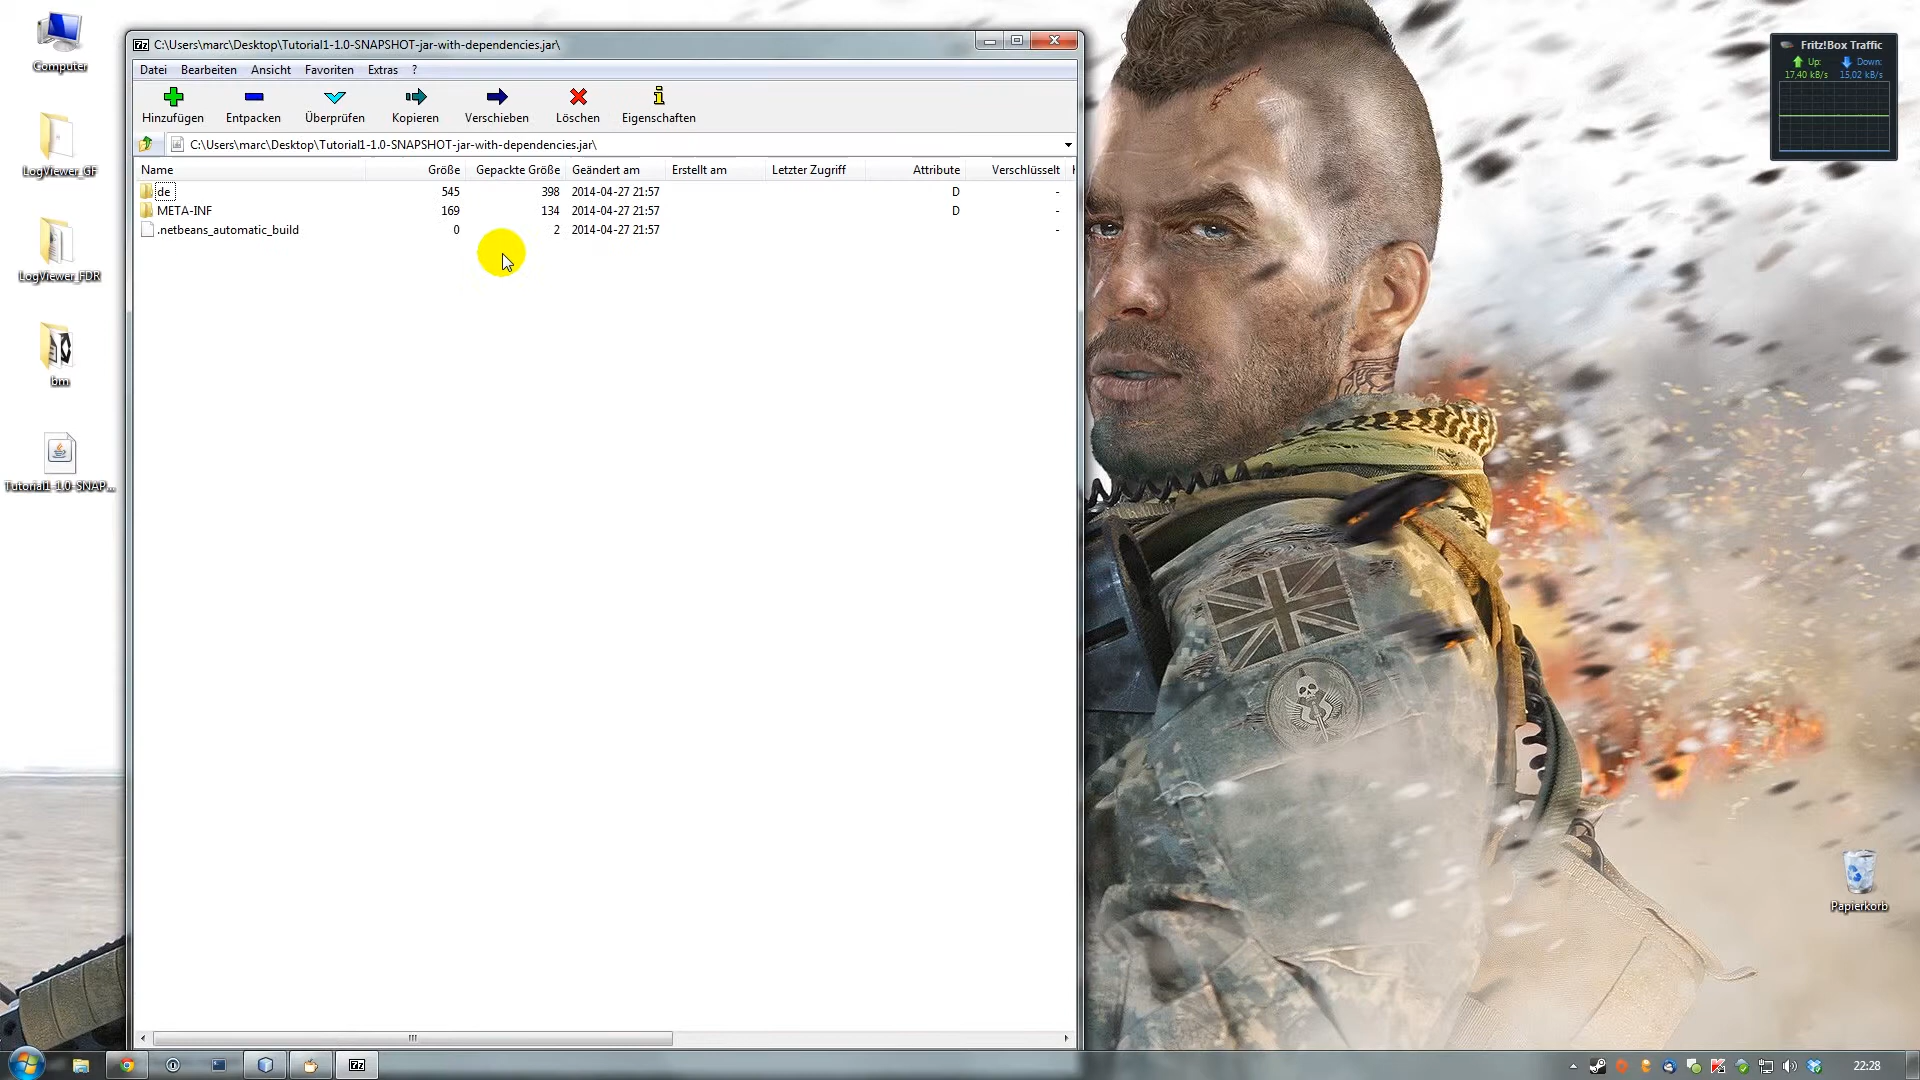 Computer
LogViewer_GF
LogViewer_FDR
bm
Tutorial1-1.0-SNAP...
7z C:\Users\marc\Desktop\Tutorial1-1.0-SNAPSHOT-jar-with-dependencies.jar\
Datei Bearbeiten Ansicht Favoriten Extras ?
Hinzufügen Entpacken Überprüfen Kopieren Verschieben Löschen Eigenschaften
C:\Users\marc\Desktop\Tutorial1-1.0-SNAPSHOT-jar-with-dependencies.jar\
Name Größe Gepackte Größe Geändert am Erstellt am Letzter Zugriff Attribute Verschlüsselt
de 545 398 2014-04-27 21:57 D -
META-INF 169 134 2014-04-27 21:57 D -
.netbeans_automatic_build 0 2 2014-04-27 21:57 -
Fritz!Box Traffic
Up: Down:
17,40 kB/s 15,02 kB/s
Papierkorb
7z
22:28